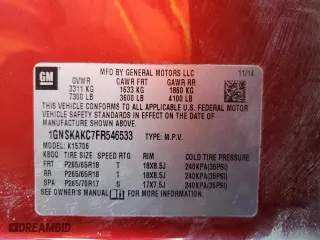 GM
MFD BY GENERAL MOTORS LLC
11/14
GVWR GAWR FRT GAWR RR
3311 KG 1633 KG 1860 KG
7300 LB 3600 LB 4100 LB
THIS VEHICLE CONFORMS TO ALL APPLICABLE U.S. FEDERAL
MOTOR VEHICLE SAFETY STANDARDS IN EFFECT ON THE DATE OF
MANUFACTURE SHOWN ABOVE.
1GNSKAKC7FR546533 TYPE: M.P.V.
MODEL: K15706
TIRE SIZE SPEED RTG RIM COLD TIRE PRESSURE
FRT P265/65R18 T 18X8.5J 240KPA(35PSI)
RR P265/65R18 T 18X8.5J 240KPA(35PSI)
SPA P265/70R17 S 17X7.5J 240KPA(35PSI)
SEE OWNER'S MANUAL FOR ADDITIONAL INFORMATION.
DREAMBID